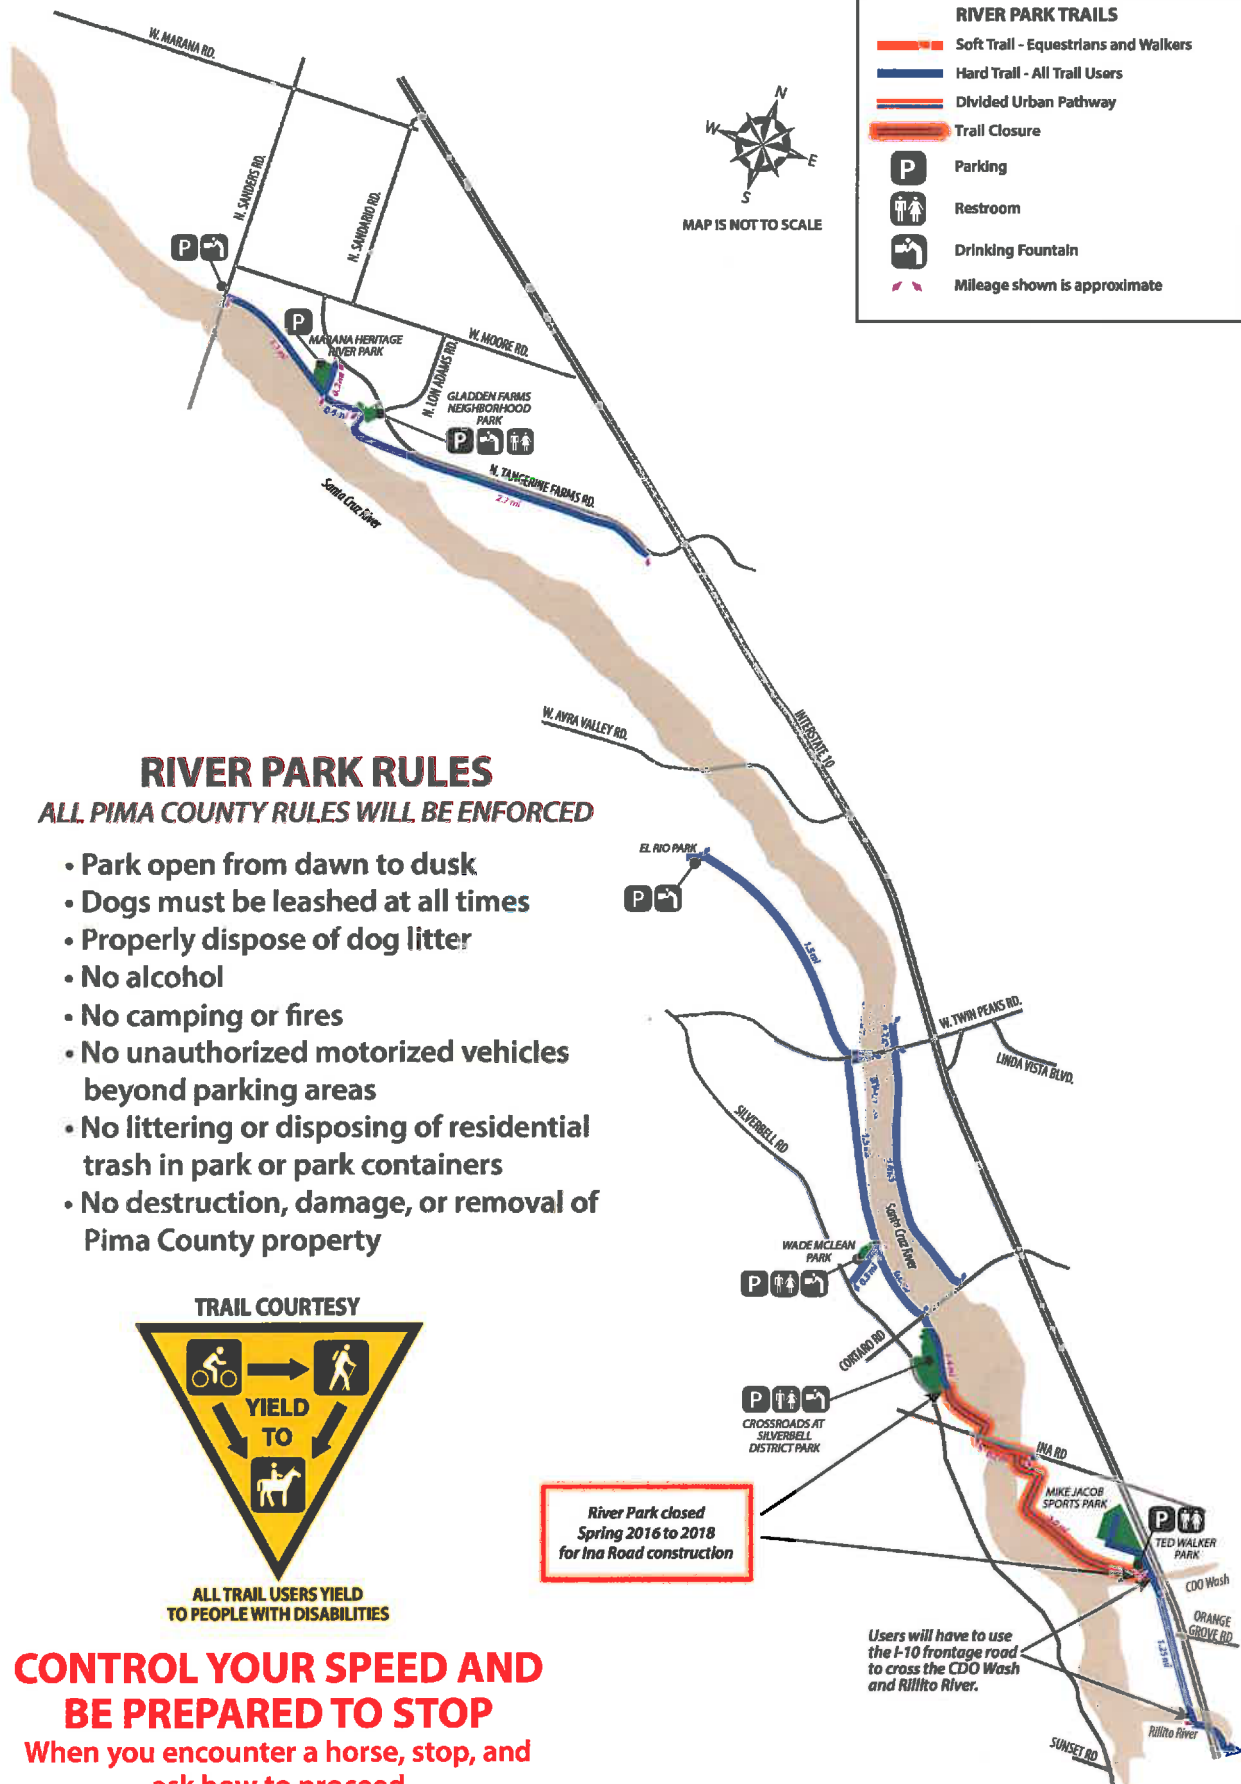 RIVER PARK TRAILS
Soft Trail - Equestrians and Walkers
Hard Trail - All Trail Users
Divided Urban Pathway
Trail Closure
P
Parking
Restroom
Drinking Fountain
Mileage shown is approximate
N
W
E
S
MAP IS NOT TO SCALE
W. MARANA RD.
N. SANDERS RD.
N. SANDARIO RD.
P
P
MARANA HERITAGE
RIVER PARK
W. MOORE RD.
N. LON ADAMS RD.
GLADDEN FARMS
NEIGHBORHOOD
PARK
P
N. TANGERINE FARMS RD.
2.7 mi
Santa Cruz River
W. AVRA VALLEY RD.
INTERSTATE 10
RIVER PARK RULES
ALL PIMA COUNTY RULES WILL BE ENFORCED
• Park open from dawn to dusk
• Dogs must be leashed at all times
• Properly dispose of dog litter
• No alcohol
• No camping or fires
• No unauthorized motorized vehicles
beyond parking areas
• No littering or disposing of residential
trash in park or park containers
• No destruction, damage, or removal of
Pima County property
EL RIO PARK
P
1.5 mi
W. TWIN PEAKS RD.
LINDA VISTA BLVD.
SILVERBELL RD
Santa Cruz River
WADE MCLEAN
PARK
P
0.3 mi
CORTARO RD
P
CROSSROADS AT
SILVERBELL
DISTRICT PARK
INA RD
MIKE JACOB
SPORTS PARK
P
TED WALKER
PARK
CDO Wash
ORANGE
GROVE RD
1.25 mi
Rillito River
SUNSET RD
River Park closed
Spring 2016 to 2018
for Ina Road construction
Users will have to use
the I-10 frontage road
to cross the CDO Wash
and Rillito River.
TRAIL COURTESY
YIELD
TO
ALL TRAIL USERS YIELD
TO PEOPLE WITH DISABILITIES
CONTROL YOUR SPEED AND
BE PREPARED TO STOP
When you encounter a horse, stop, and
ask how to proceed